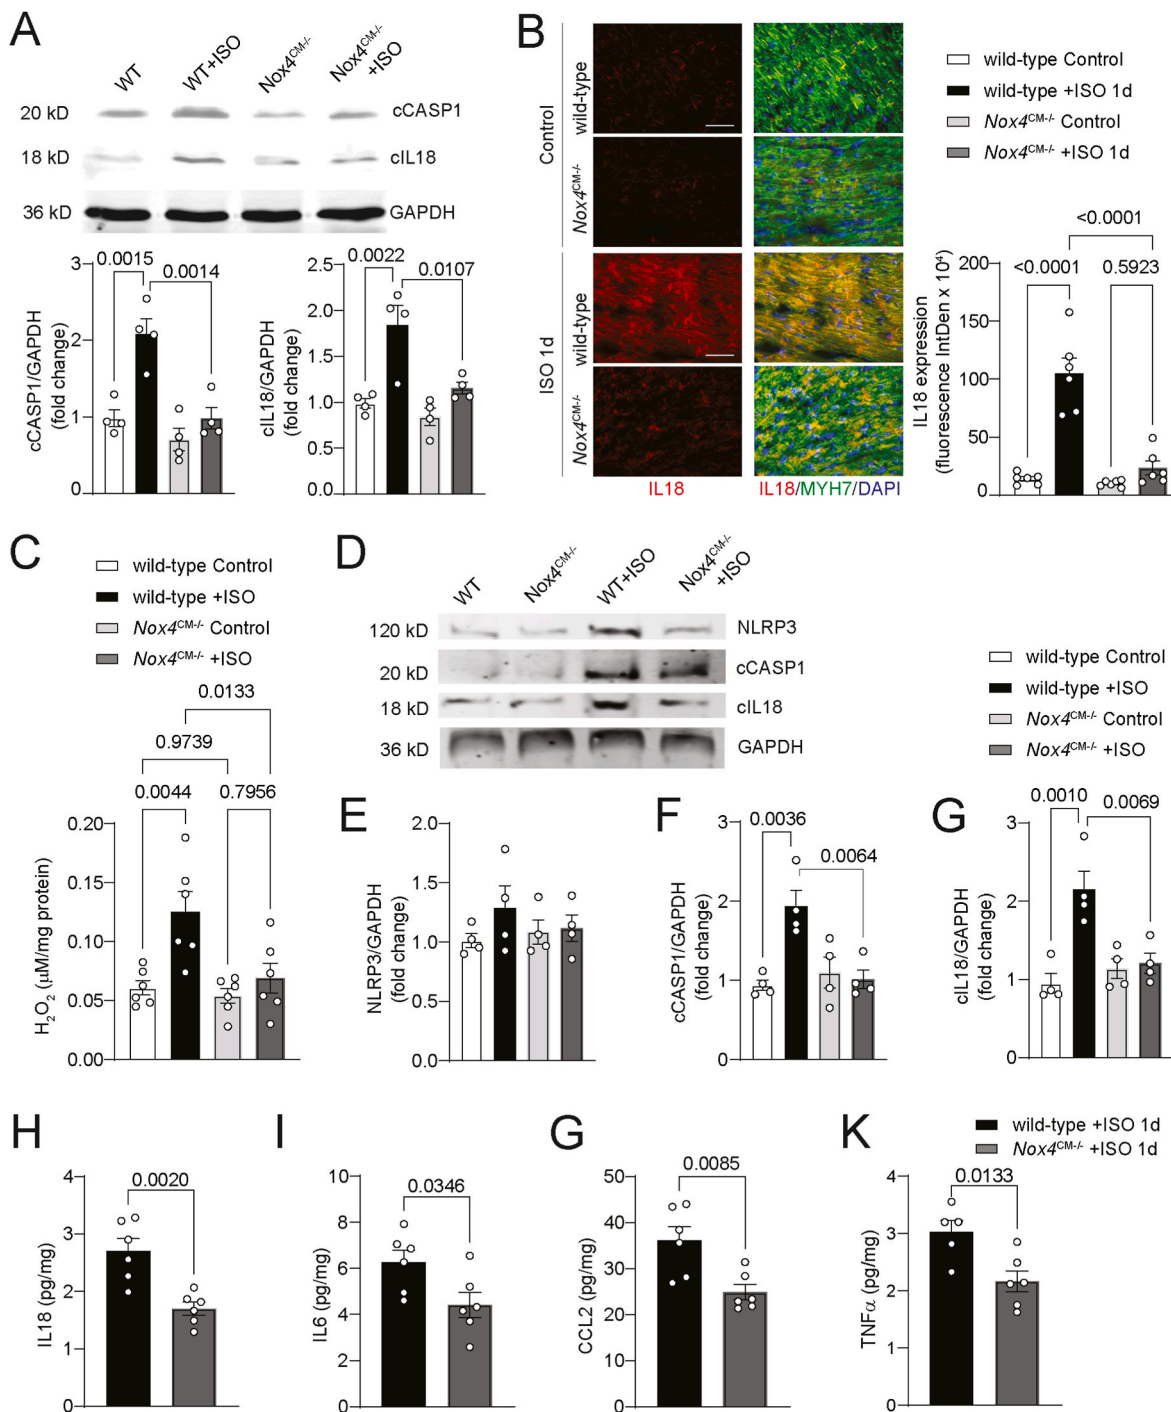 A
WT
WT+ISO
Nox4CM-/-
Nox4CM-/-
+ISO
20 kD
cCASP1
18 kD
cIL18
36 kD
GAPDH
0.0015
0.0014
3
2
1
0
cCASP1/GAPDH
(fold change)
0.0022
0.0107
2.5
2.0
1.5
1.0
0.5
0.0
cIL18/GAPDH
(fold change)
B
Control
wild-type
Nox4CM-/-
ISO 1d
wild-type
Nox4CM-/-
IL18
IL18/MYH7/DAPI
wild-type Control
wild-type +ISO 1d
Nox4CM-/- Control
Nox4CM-/- +ISO 1d
<0.0001
<0.0001
0.5923
200
150
100
50
0
IL18 expression
(fluorescence IntDen x 10⁴)
C
wild-type Control
wild-type +ISO
Nox4CM-/- Control
Nox4CM-/- +ISO
0.0133
0.9739
0.0044
0.7956
0.20
0.15
0.10
0.05
0.00
H₂O₂ (µM/mg protein)
D
WT
Nox4CM-/-
WT+ISO
Nox4CM-/-
+ISO
120 kD
NLRP3
20 kD
cCASP1
18 kD
cIL18
36 kD
GAPDH
wild-type Control
wild-type +ISO
Nox4CM-/- Control
Nox4CM-/- +ISO
E
2.0
1.5
1.0
0.5
0.0
NLRP3/GAPDH
(fold change)
F
0.0036
0.0064
3
2
1
0
cCASP1/GAPDH
(fold change)
G
0.0010
0.0069
3
2
1
0
cIL18/GAPDH
(fold change)
H
0.0020
4
3
2
1
0
IL18 (pg/mg)
I
0.0346
10
8
6
4
2
0
IL6 (pg/mg)
G
0.0085
50
40
30
20
10
0
CCL2 (pg/mg)
K
wild-type +ISO 1d
Nox4CM-/- +ISO 1d
0.0133
4
3
2
1
0
TNFα (pg/mg)